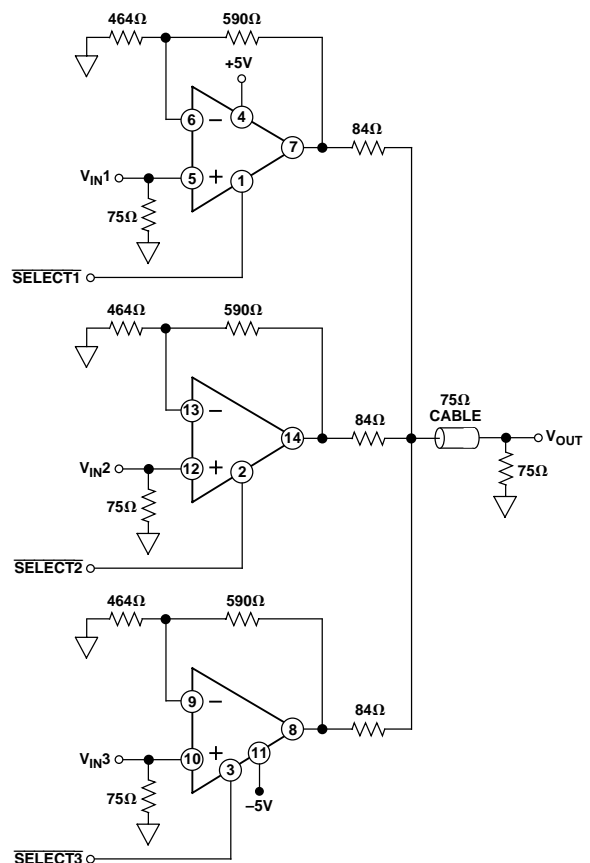 464Ω 590Ω
+5V
6 − 4
7 84Ω
VIN1 5 + 1
75Ω
SELECT1
464Ω 590Ω
13 −
14 84Ω
75Ω
CABLE
VOUT
VIN2 12 + 2
75Ω 75Ω
SELECT2
464Ω 590Ω
9 −
8 84Ω
VIN3 10 + 11
3
75Ω −5V
SELECT3